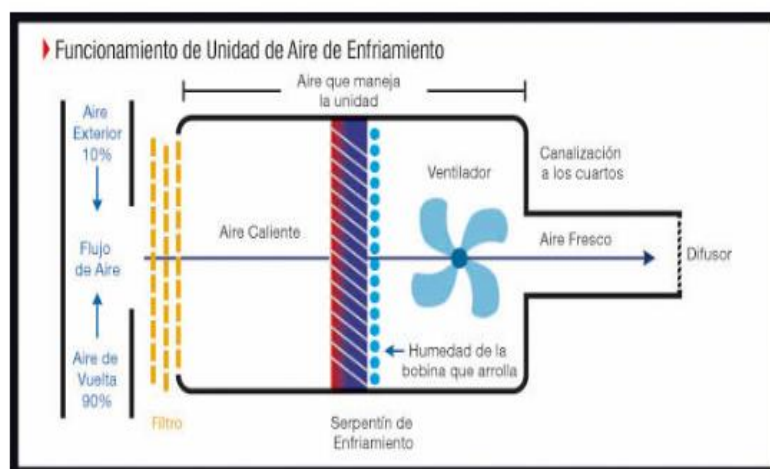 Funcionamiento de Unidad de Aire de Enfriamiento
Aire que maneja
la unidad
Aire
Exterior
10%
Canalización
a los cuartos
Ventilador
Aire Caliente
Aire Fresco
Flujo
de Aire
Difusor
Aire de
Vuelta
90%
Humedad de la
bobina que arrolla
Filtro
Serpentín de
Enfriamiento